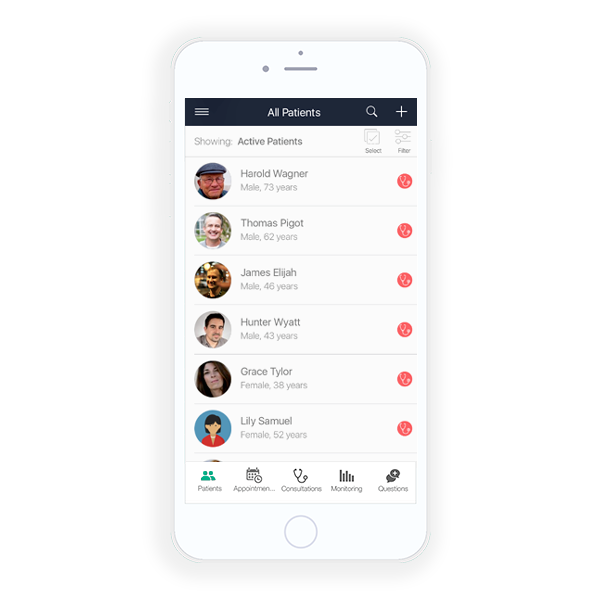 All Patients
Showing: Active Patients
Select
Filter
Harold Wagner
Male, 73 years
Thomas Pigot
Male, 62 years
James Elijah
Male, 46 years
Hunter Wyatt
Male, 43 years
Grace Tylor
Female, 38 years
Lily Samuel
Female, 52 years
Patients
Appointmen...
Consultations
Monitoring
Questions